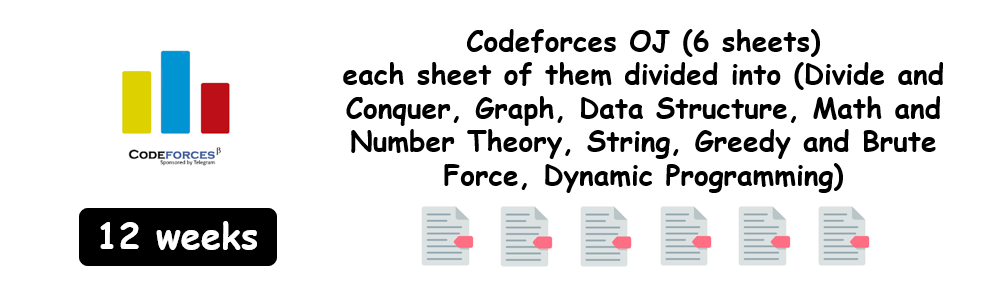 Codeforces OJ (6 sheets)
each sheet of them divided into (Divide and
Conquer, Graph, Data Structure, Math and
Number Theory, String, Greedy and Brute
Force, Dynamic Programming)
CODEFORCES β
Sponsored by Telegram
12 weeks